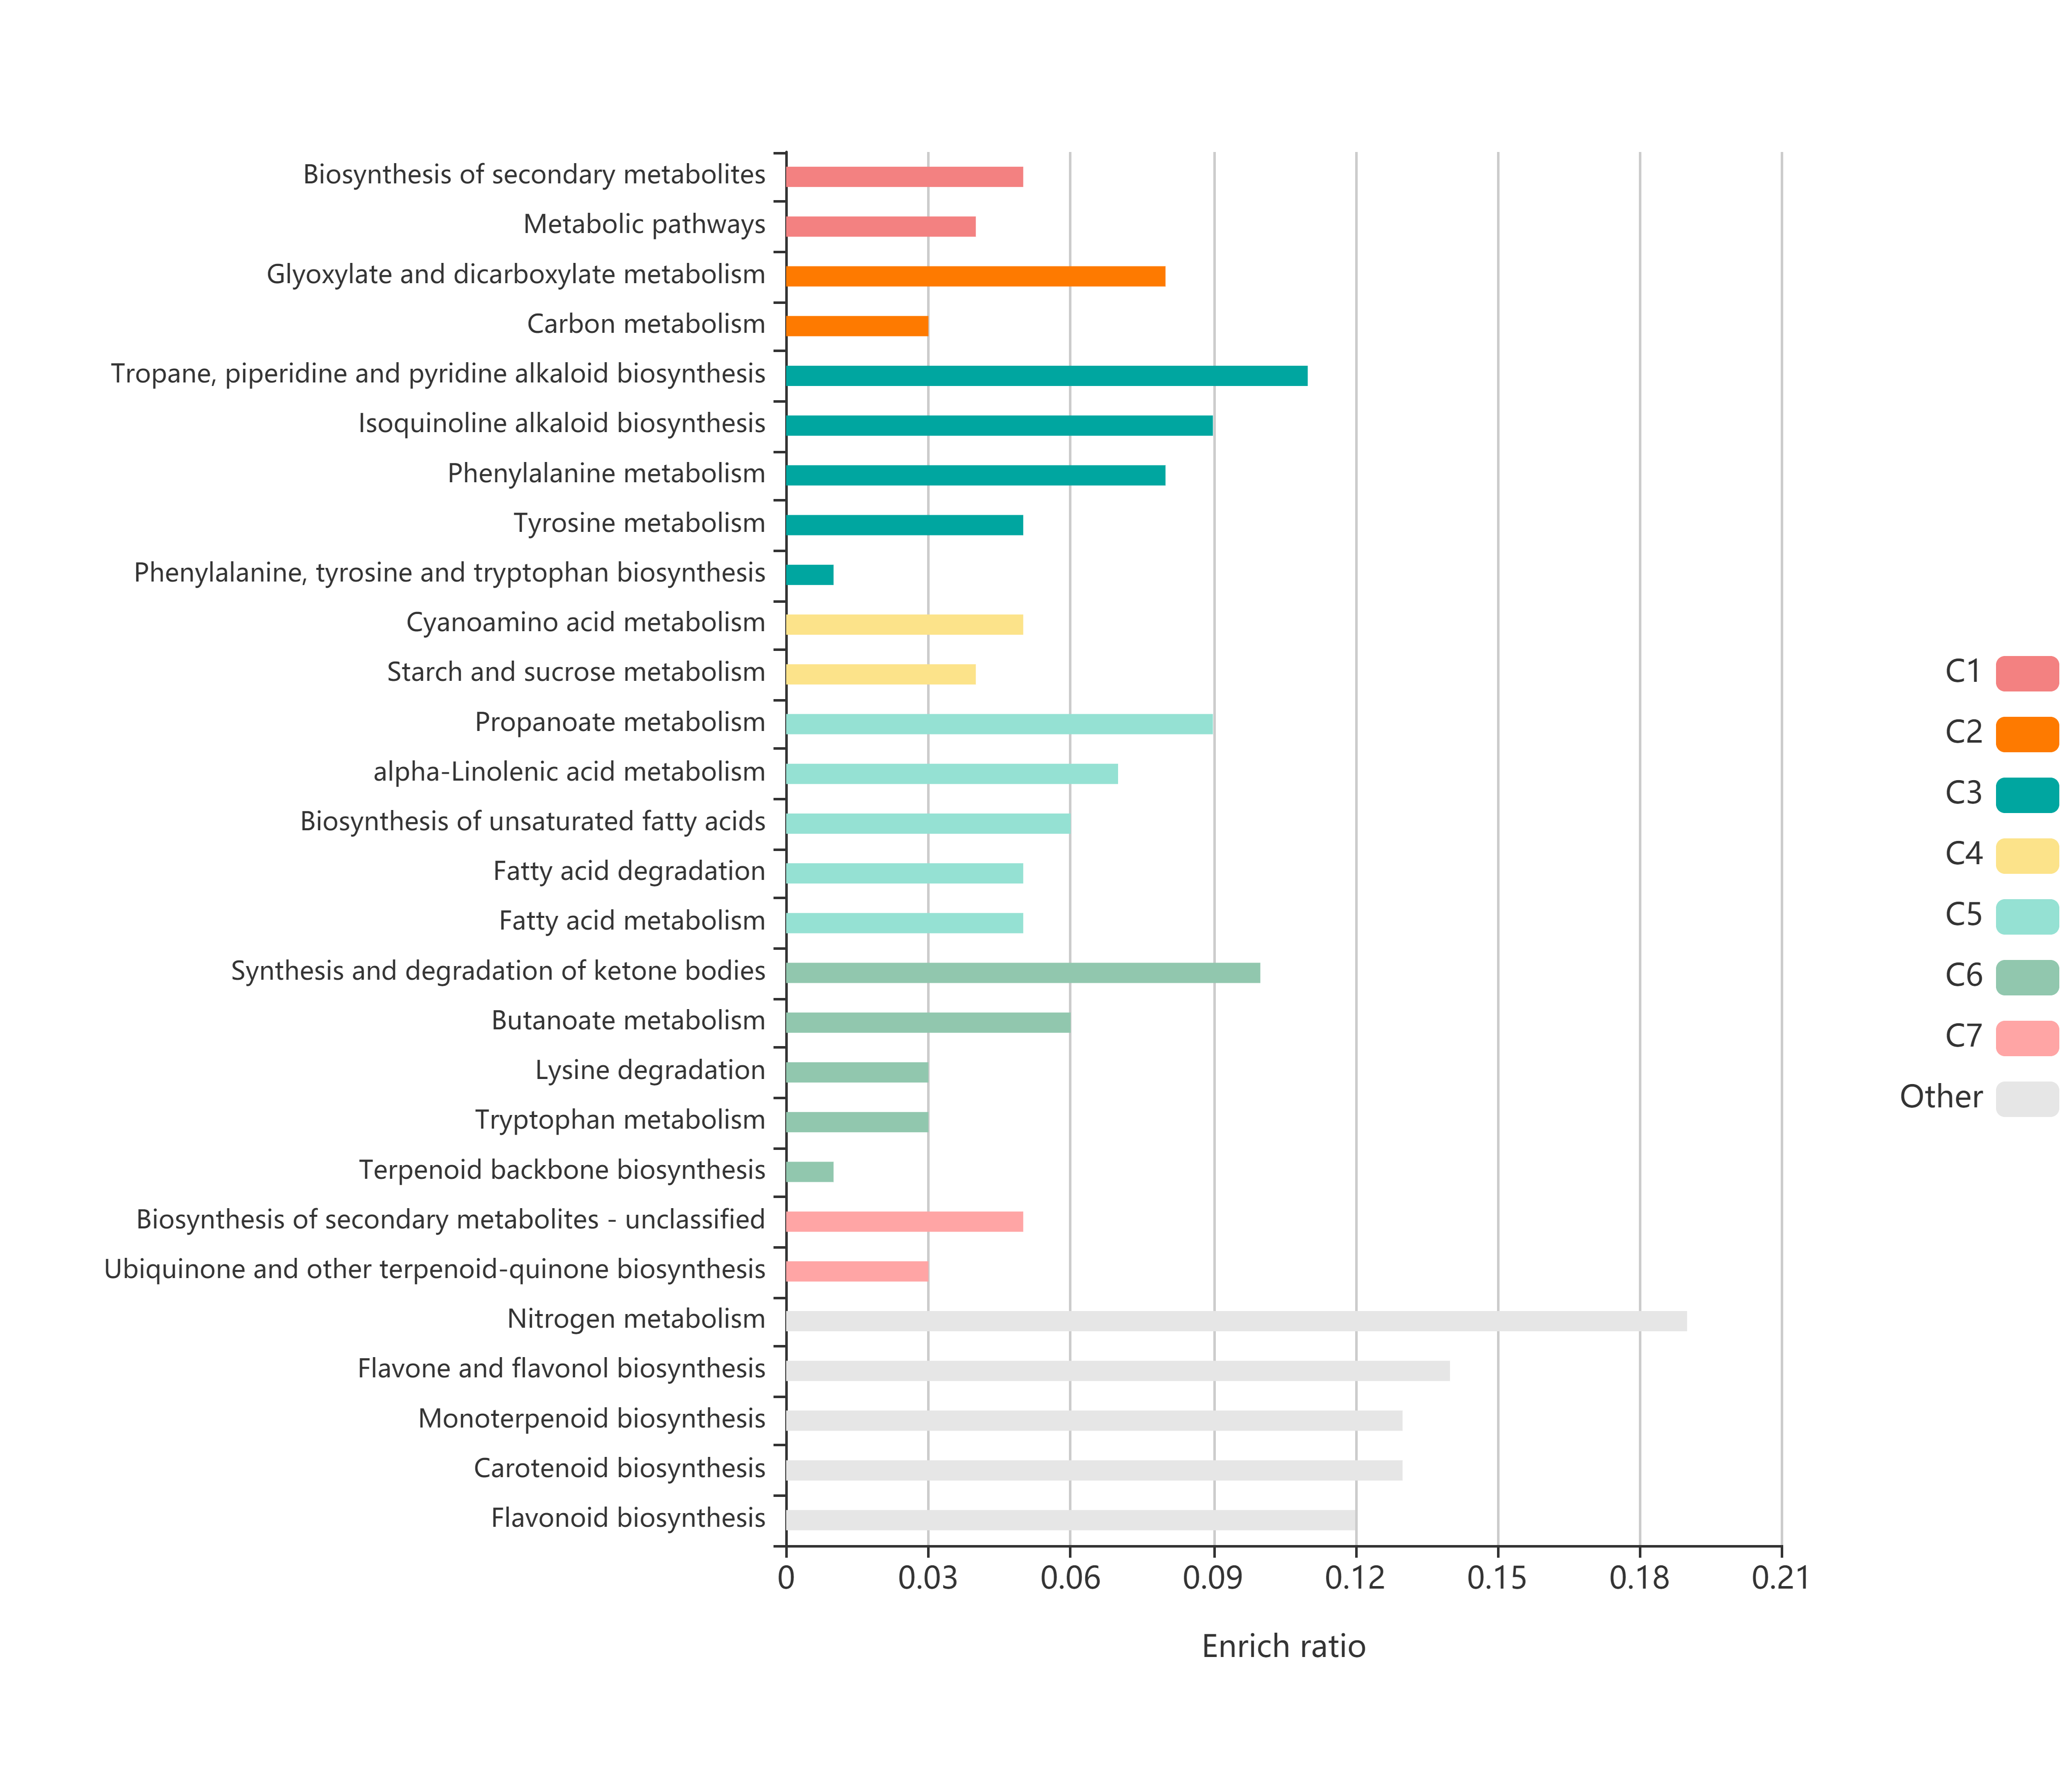 Biosynthesis of secondary metabolites
Metabolic pathways
Glyoxylate and dicarboxylate metabolism
Carbon metabolism
Tropane, piperidine and pyridine alkaloid biosynthesis
Isoquinoline alkaloid biosynthesis
Phenylalanine metabolism
Tyrosine metabolism
Phenylalanine, tyrosine and tryptophan biosynthesis
Cyanoamino acid metabolism
Starch and sucrose metabolism
Propanoate metabolism
alpha-Linolenic acid metabolism
Biosynthesis of unsaturated fatty acids
Fatty acid degradation
Fatty acid metabolism
Synthesis and degradation of ketone bodies
Butanoate metabolism
Lysine degradation
Tryptophan metabolism
Terpenoid backbone biosynthesis
Biosynthesis of secondary metabolites - unclassified
Ubiquinone and other terpenoid-quinone biosynthesis
Nitrogen metabolism
Flavone and flavonol biosynthesis
Monoterpenoid biosynthesis
Carotenoid biosynthesis
Flavonoid biosynthesis
0 0.03 0.06 0.09 0.12 0.15 0.18 0.21
Enrich ratio
C1
C2
C3
C4
C5
C6
C7
Other